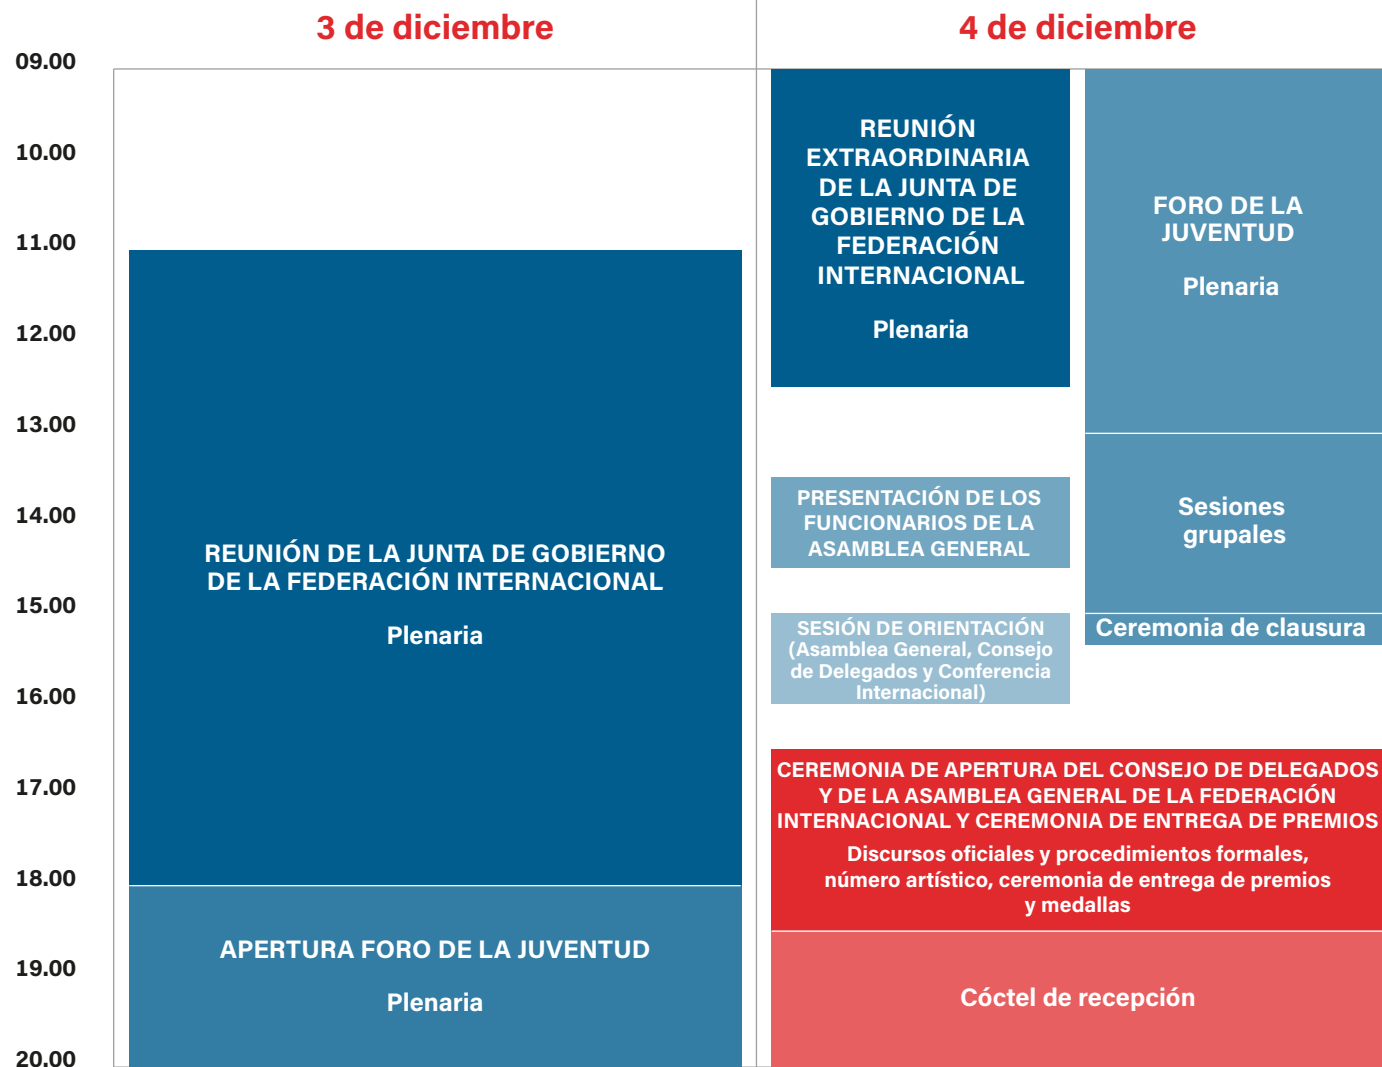 3 de diciembre
4 de diciembre
09.00
10.00
11.00
12.00
13.00
14.00
15.00
16.00
17.00
18.00
19.00
20.00
REUNIÓN DE LA JUNTA DE GOBIERNO
DE LA FEDERACIÓN INTERNACIONAL
Plenaria
APERTURA FORO DE LA JUVENTUD
Plenaria
REUNIÓN
EXTRAORDINARIA
DE LA JUNTA DE
GOBIERNO DE LA
FEDERACIÓN
INTERNACIONAL
Plenaria
PRESENTACIÓN DE LOS
FUNCIONARIOS DE LA
ASAMBLEA GENERAL
SESIÓN DE ORIENTACIÓN
(Asamblea General, Consejo
de Delegados y Conferencia
Internacional)
FORO DE LA
JUVENTUD
Plenaria
Sesiones
grupales
Ceremonia de clausura
CEREMONIA DE APERTURA DEL CONSEJO DE DELEGADOS
Y DE LA ASAMBLEA GENERAL DE LA FEDERACIÓN
INTERNACIONAL Y CEREMONIA DE ENTREGA DE PREMIOS
Discursos oficiales y procedimientos formales,
número artístico, ceremonia de entrega de premios
y medallas
Cóctel de recepción